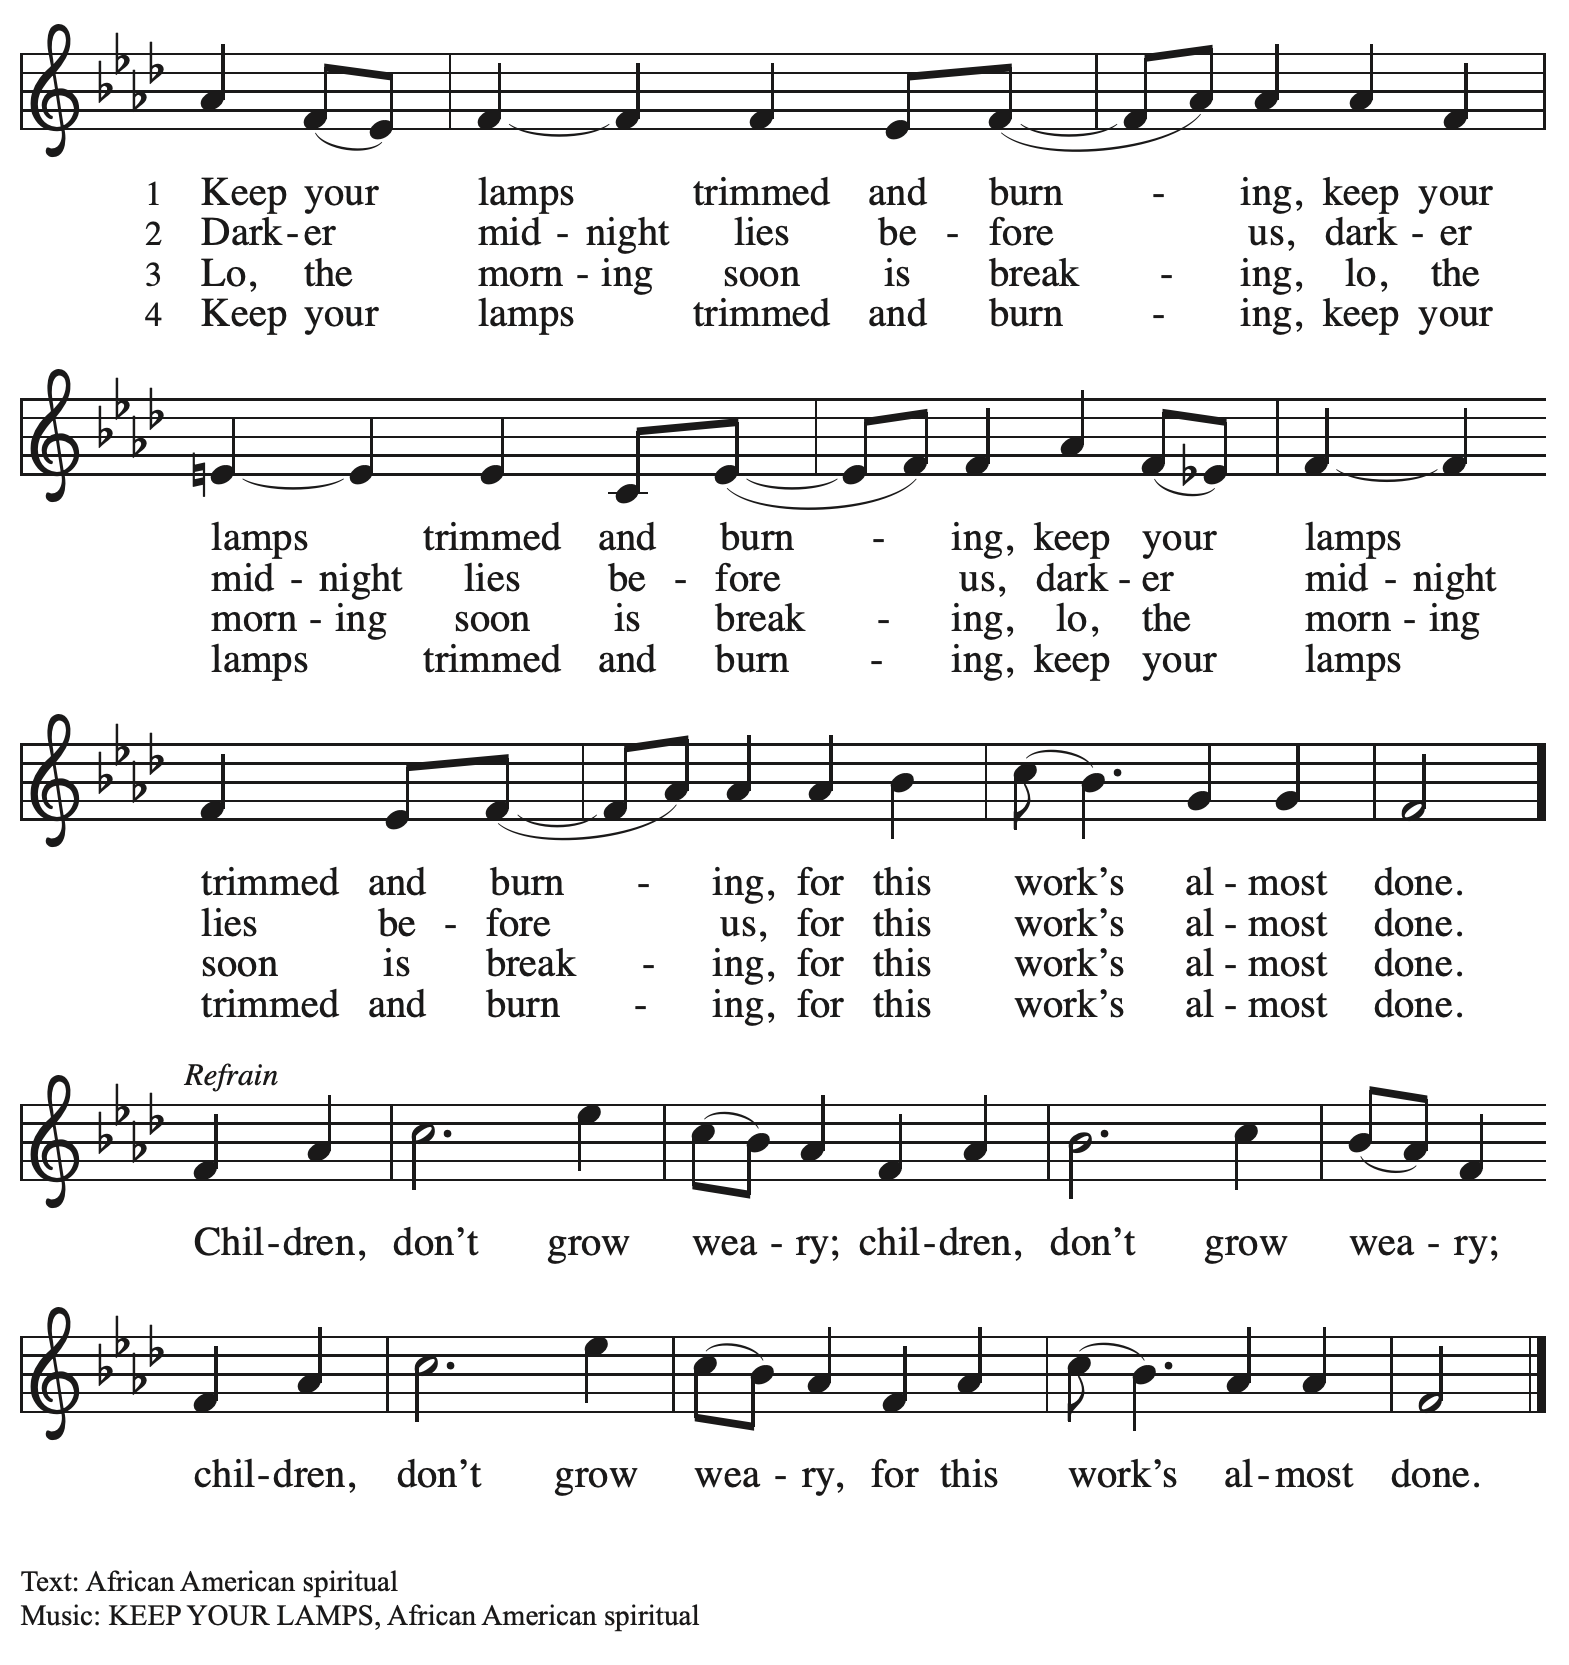 1 Keep your lamps trimmed and burn - ing, keep your
2 Dark - er mid - night lies be - fore us, dark - er
3 Lo, the morn - ing soon is break - ing, lo, the
4 Keep your lamps trimmed and burn - ing, keep your
lamps trimmed and burn - ing, keep your lamps
mid - night lies be - fore us, dark - er mid - night
morn - ing soon is break - ing, lo, the morn - ing
lamps trimmed and burn - ing, keep your lamps
trimmed and burn - ing, for this work's al - most done.
lies be - fore us, for this work's al - most done.
soon is break - ing, for this work's al - most done.
trimmed and burn - ing, for this work's al - most done.
Refrain
Chil - dren, don't grow wea - ry; chil - dren, don't grow wea - ry;
chil - dren, don't grow wea - ry, for this work's al - most done.
Text: African American spiritual
Music: KEEP YOUR LAMPS, African American spiritual